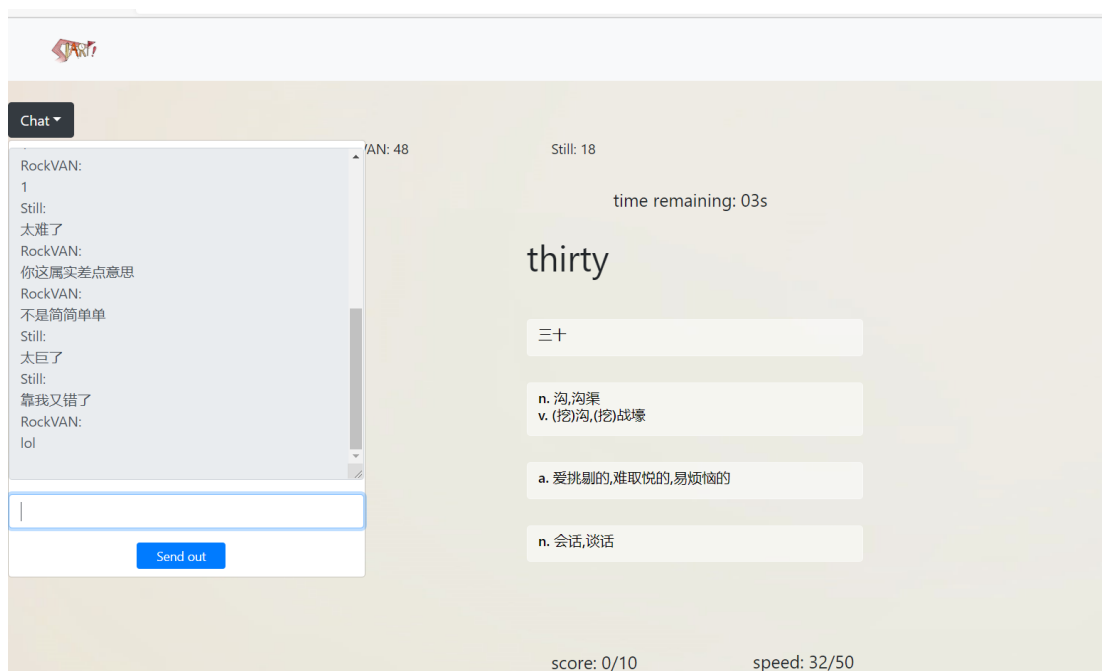 START!
Chat
VAN: 48
Still: 18
RockVAN:
1
Still:
太难了
RockVAN:
你这属实差点意思
RockVAN:
不是简简单单
Still:
太巨了
Still:
靠我又错了
RockVAN:
lol
Send out
time remaining: 03s
thirty
三十
n. 沟,沟渠
v. (挖)沟,(挖)战壕
a. 爱挑剔的,难取悦的,易烦恼的
n. 会话,谈话
score: 0/10
speed: 32/50